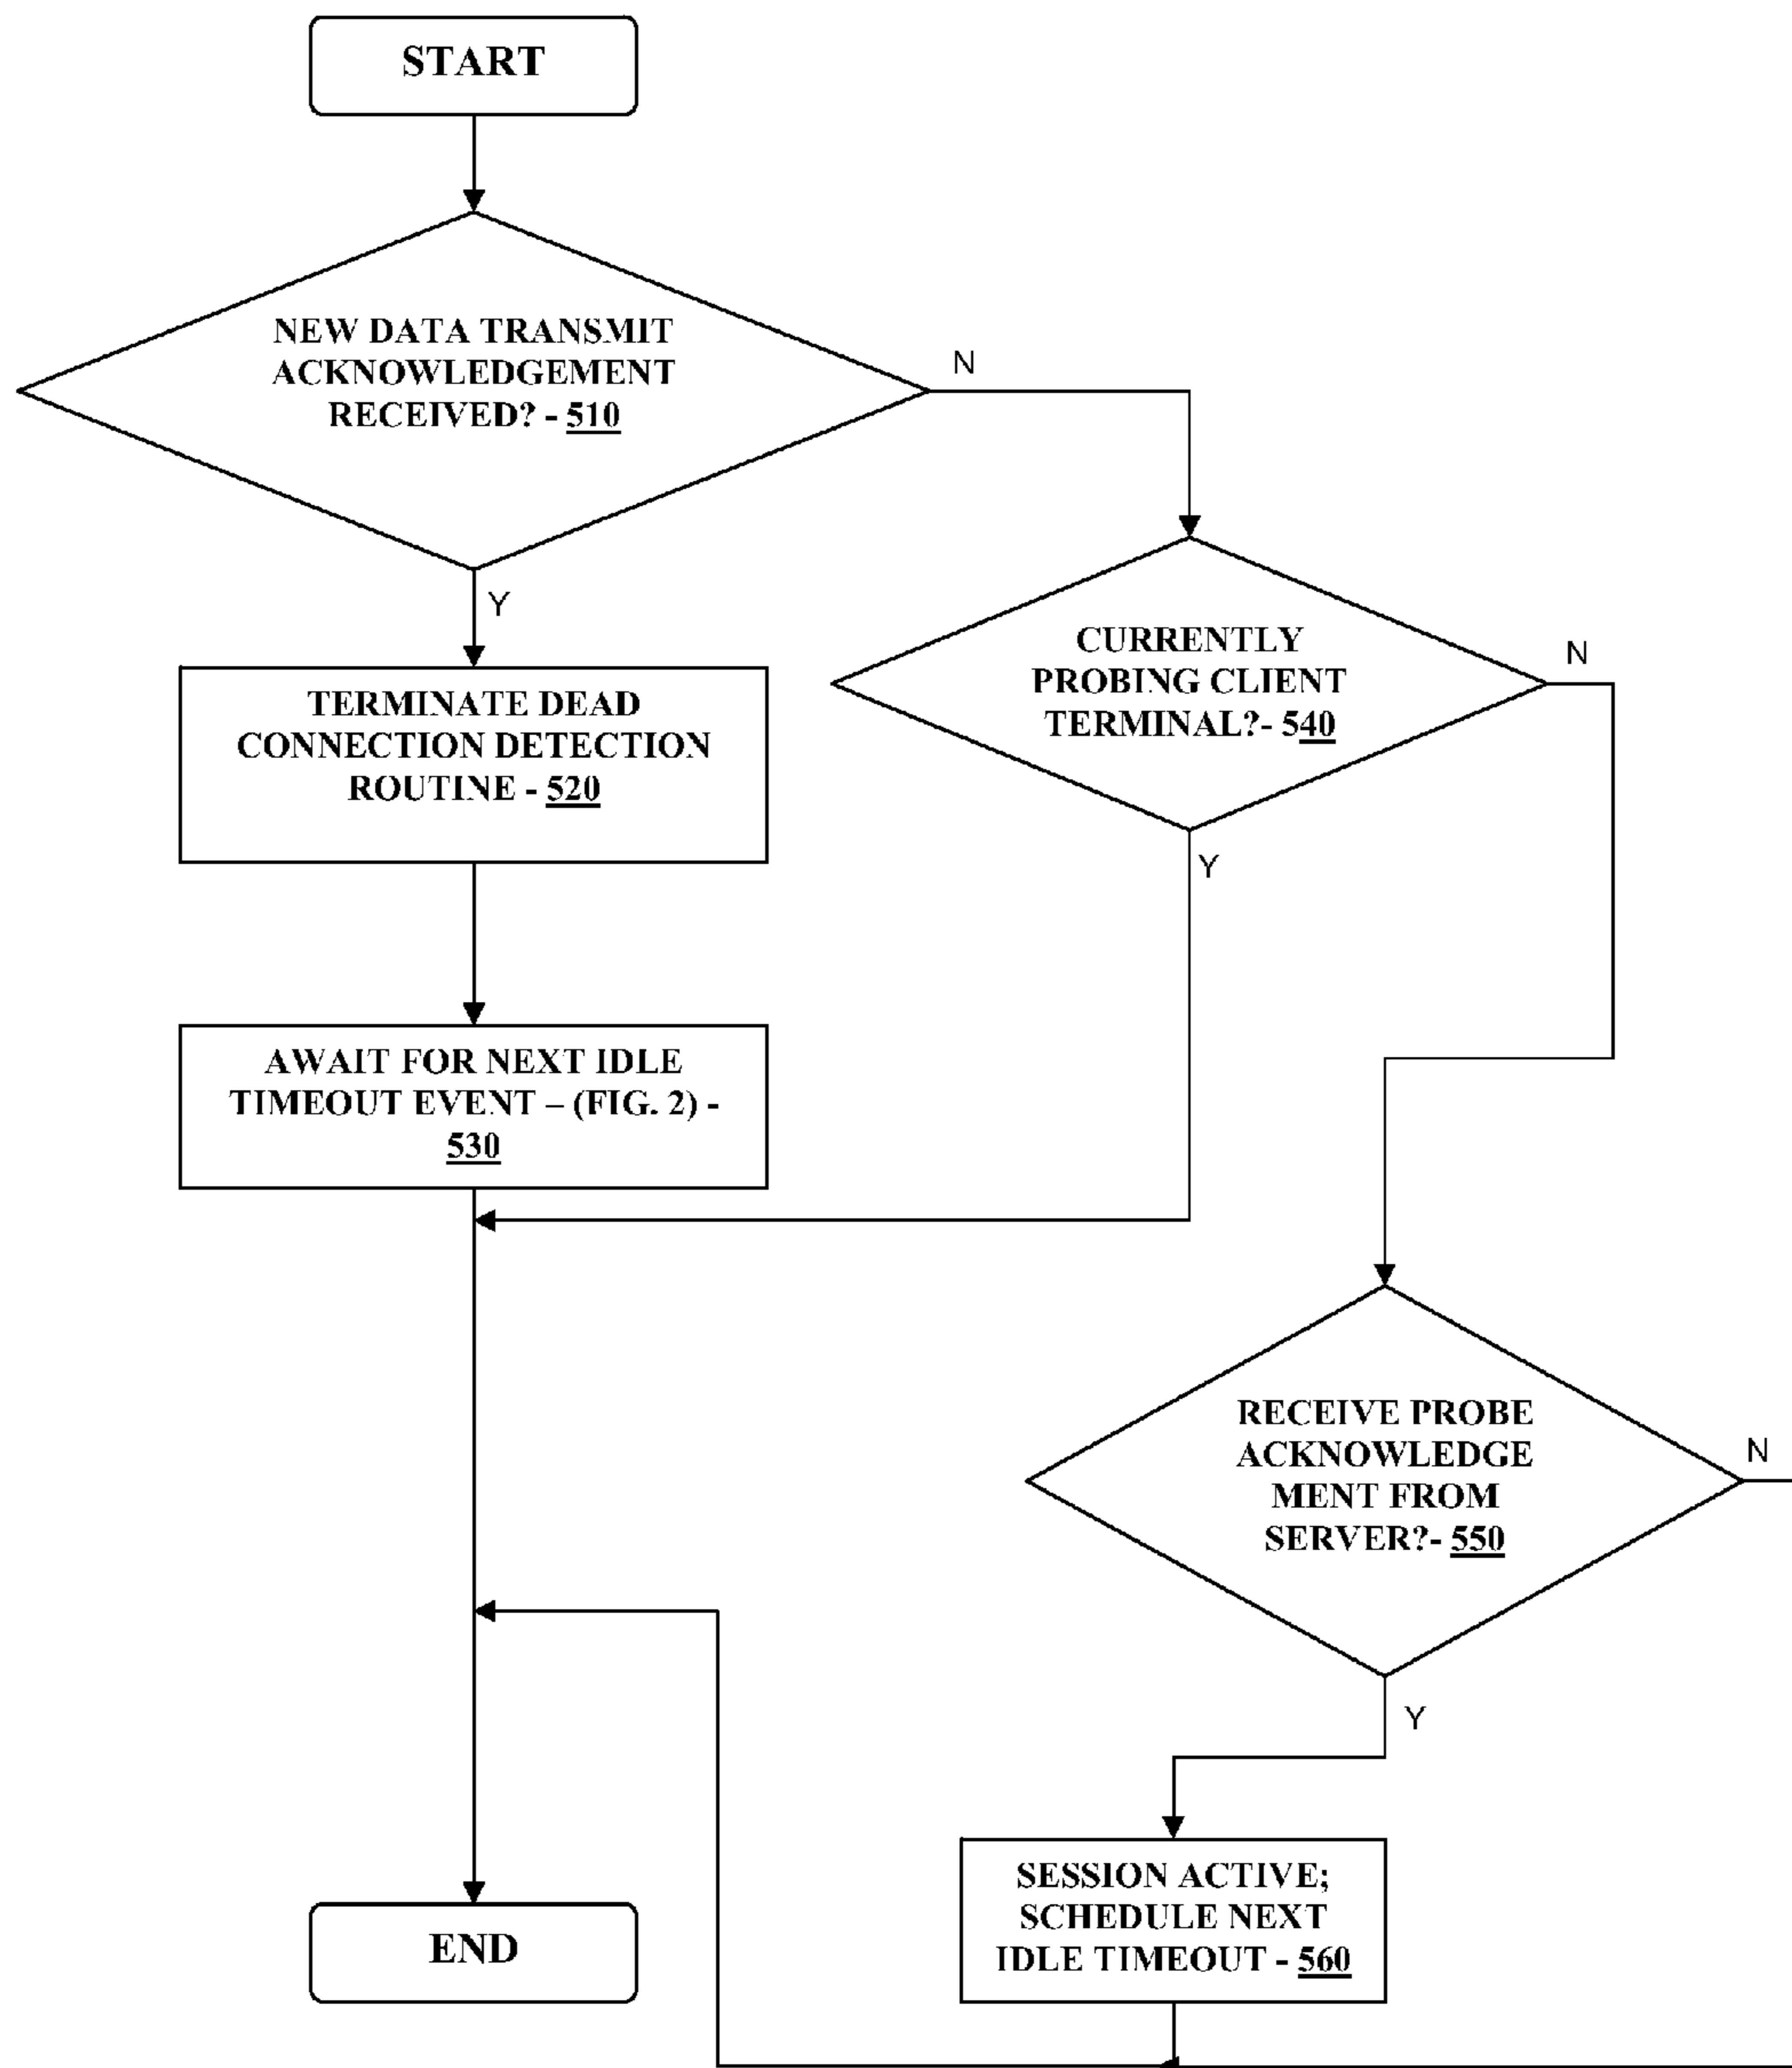 START
NEW DATA TRANSMIT
ACKNOWLEDGEMENT
RECEIVED? - 510
N
Y
TERMINATE DEAD
CONNECTION DETECTION
ROUTINE - 520
CURRENTLY
PROBING CLIENT
TERMINAL?- 540
N
Y
AWAIT FOR NEXT IDLE
TIMEOUT EVENT – (FIG. 2) -
530
RECEIVE PROBE
ACKNOWLEDGE
MENT FROM
SERVER?- 550
N
Y
SESSION ACTIVE;
SCHEDULE NEXT
IDLE TIMEOUT - 560
END